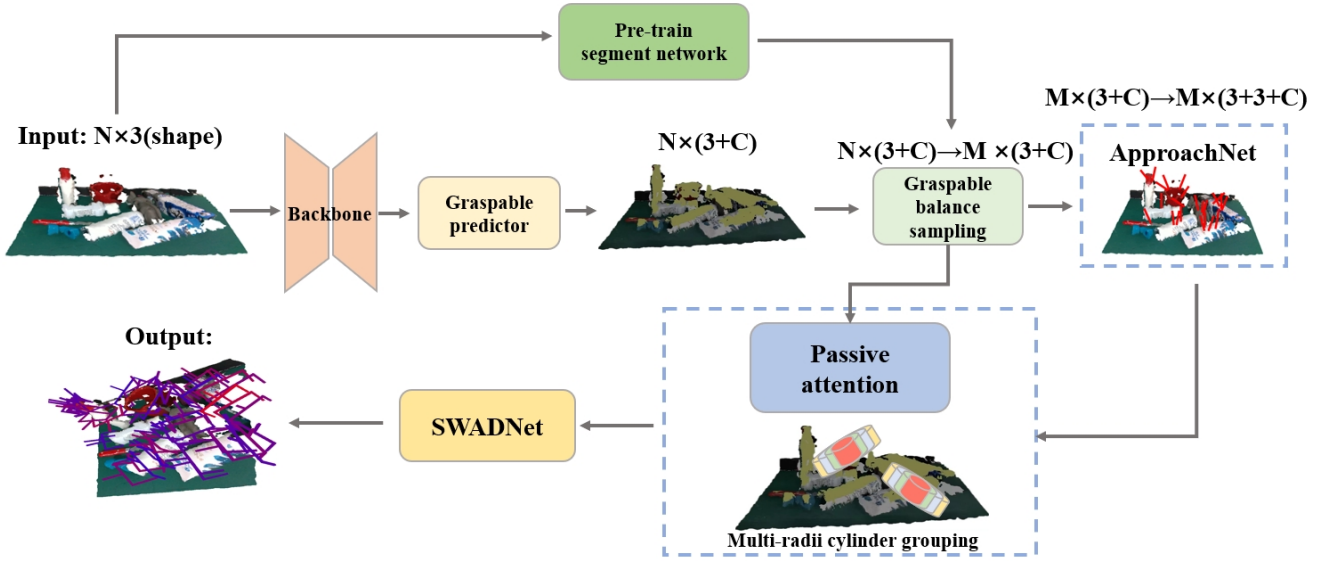 Pre-train
segment network
M×(3+C)→M×(3+3+C)
Input: N×3(shape)
N×(3+C)
N×(3+C)→M ×(3+C)
ApproachNet
Backbone
Graspable
predictor
Graspable
balance
sampling
Output:
Passive
attention
SWADNet
Multi-radii cylinder grouping